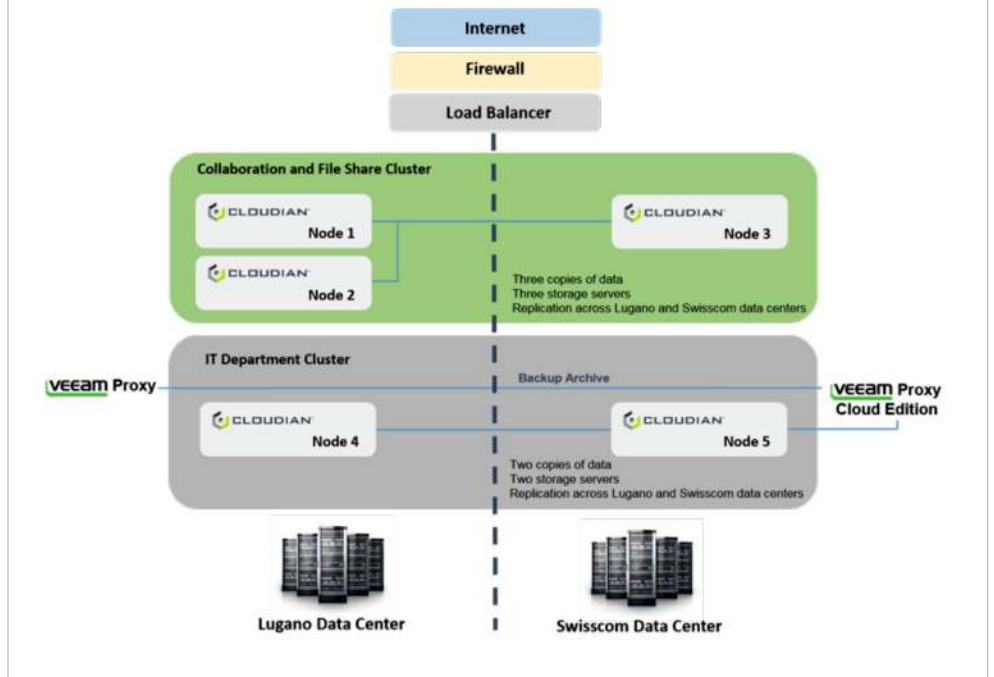 Internet
Firewall
Load Balancer
Collaboration and File Share Cluster
CLOUDIAN
Node 1
CLOUDIAN
Node 3
CLOUDIAN
Node 2
Three copies of data
Three storage servers
Replication across Lugano and Swisscom data centers
IT Department Cluster
veeam Proxy
Backup Archive
veeam Proxy
Cloud Edition
CLOUDIAN
Node 4
CLOUDIAN
Node 5
Two copies of data
Two storage servers
Replication across Lugano and Swisscom data centers
Lugano Data Center
Swisscom Data Center